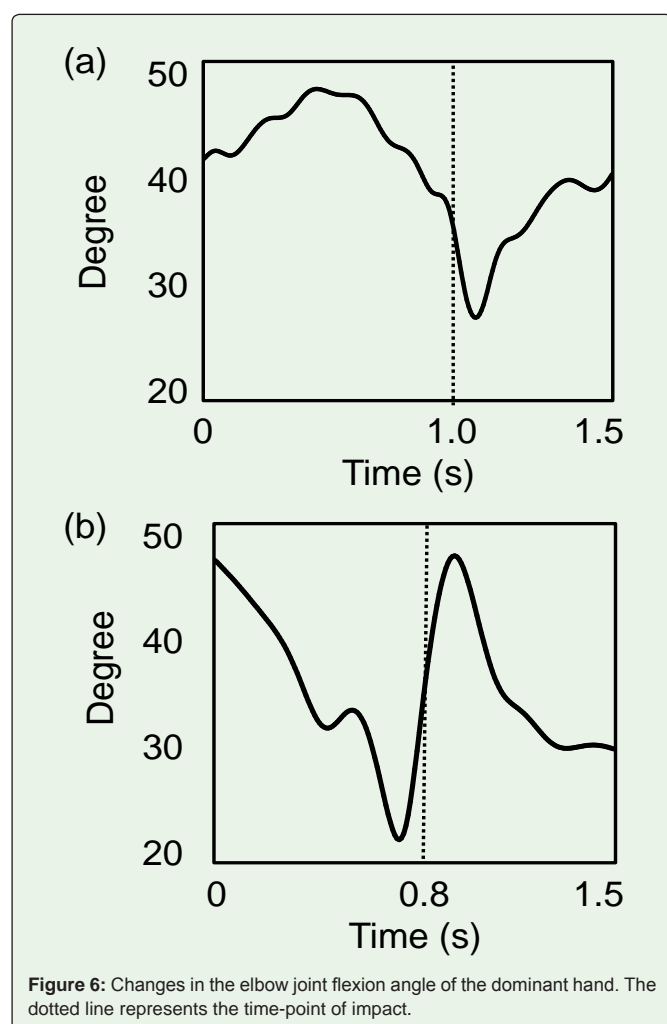 (a)
50
40
30
20
Degree
0 1.0 1.5
Time (s)
(b)
50
40
30
20
Degree
0 0.8 1.5
Time (s)
Figure 6: Changes in the elbow joint flexion angle of the dominant hand. The
dotted line represents the time-point of impact.